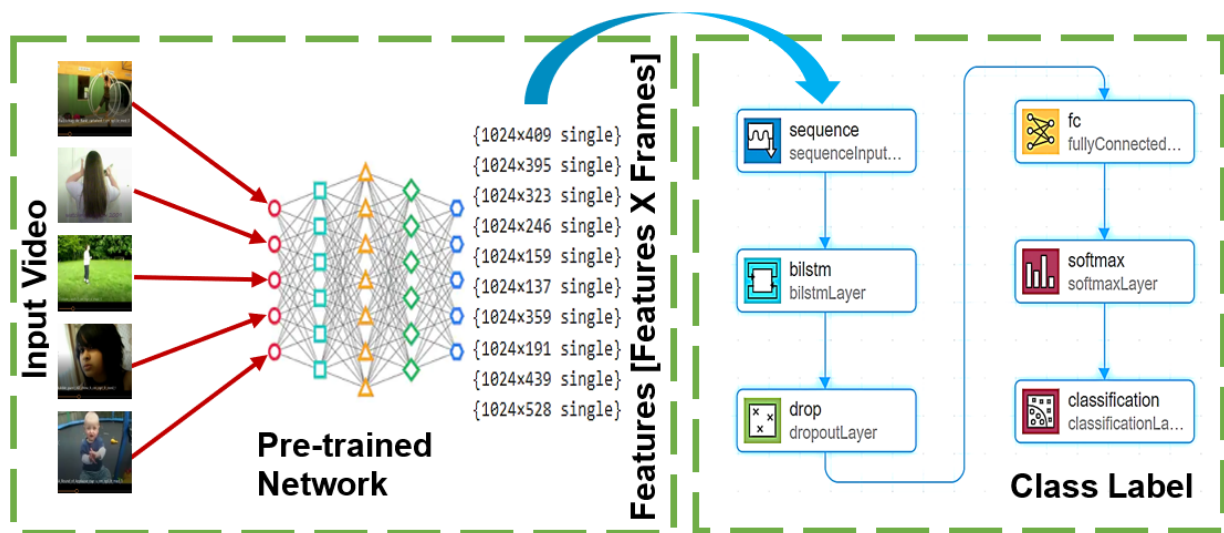 Input Video
Pre-trained
Network
{1024x409 single}
{1024x395 single}
{1024x323 single}
{1024x246 single}
{1024x159 single}
{1024x137 single}
{1024x359 single}
{1024x191 single}
{1024x439 single}
{1024x528 single}
Features [Features X Frames]
sequence
sequenceInput...
bilstm
bilstmLayer
drop
dropoutLayer
fc
fullyConnected...
softmax
softmaxLayer
classification
classificationLa...
Class Label